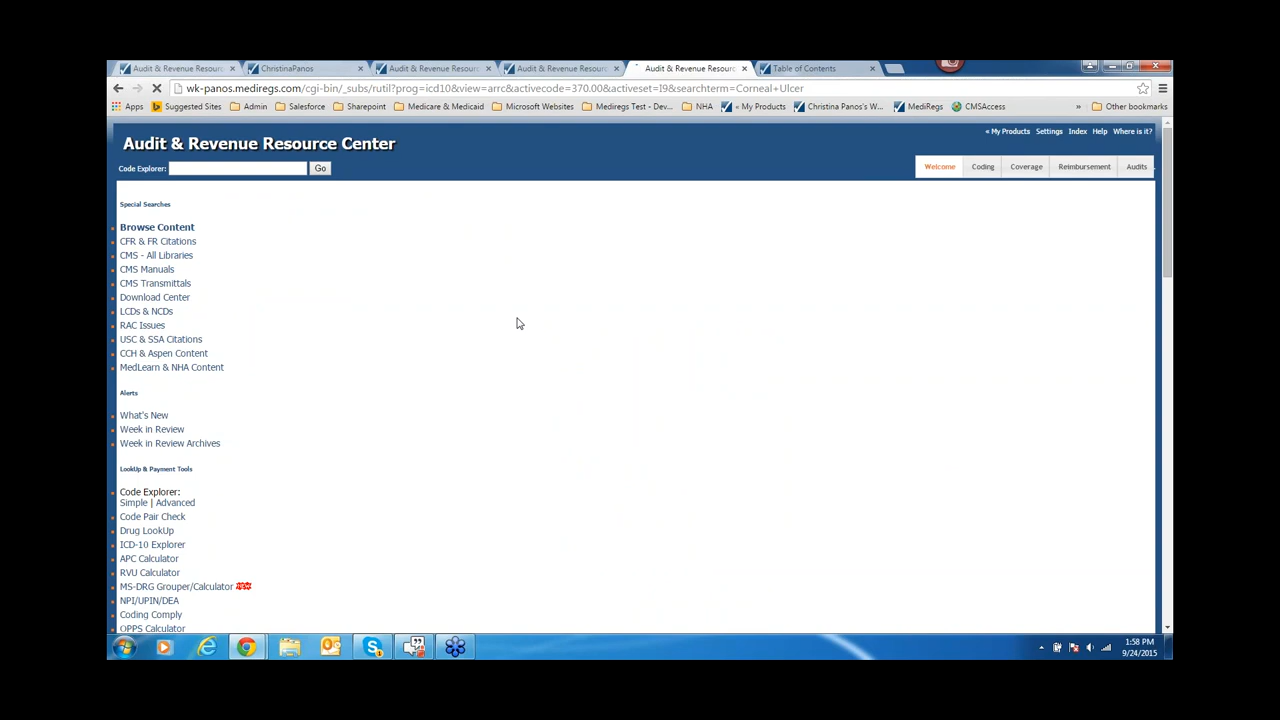 Audit & Revenue Resourc
ChristinaPanos
Audit & Revenue Resour
Audit & Revenue Resour
Audit & Revenue Resourc
Table of Contents
wk-panos.mediregs.com/cgi-bin/_subs/rutil?prog=icd10&view=arrc&activecode=370.00&activeset=I9&searchterm=Corneal+Ulcer
Apps Suggested Sites Admin Salesforce Sharepoint Medicare & Medicaid Microsoft Websites Mediregs Test - Dev... NHA « My Products Christina Panos's W... MediRegs CMSAccess » Other bookmarks
« My Products Settings Index Help Where is it?
Audit & Revenue Resource Center
Code Explorer: Go
Welcome Coding Coverage Reimbursement Audits
Special Searches
Browse Content
CFR & FR Citations
CMS - All Libraries
CMS Manuals
CMS Transmittals
Download Center
LCDs & NCDs
RAC Issues
USC & SSA Citations
CCH & Aspen Content
MedLearn & NHA Content
Alerts
What's New
Week in Review
Week in Review Archives
LookUp & Payment Tools
Code Explorer:
Simple | Advanced
Code Pair Check
Drug LookUp
ICD-10 Explorer
APC Calculator
RVU Calculator
MS-DRG Grouper/Calculator
NPI/UPIN/DEA
Coding Comply
OPPS Calculator
1:58 PM
9/24/2015